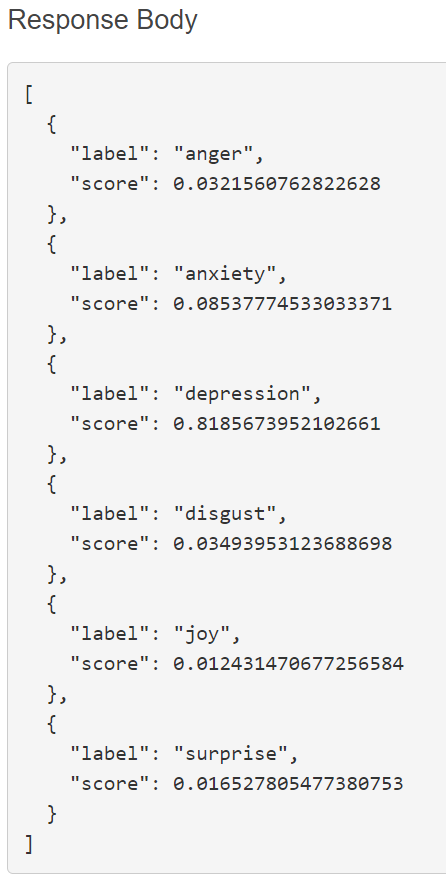 Response Body
[
  {
    "label": "anger",
    "score": 0.0321560762822628
  },
  {
    "label": "anxiety",
    "score": 0.08537774533033371
  },
  {
    "label": "depression",
    "score": 0.8185673952102661
  },
  {
    "label": "disgust",
    "score": 0.03493953123688698
  },
  {
    "label": "joy",
    "score": 0.012431470677256584
  },
  {
    "label": "surprise",
    "score": 0.016527805477380753
  }
]